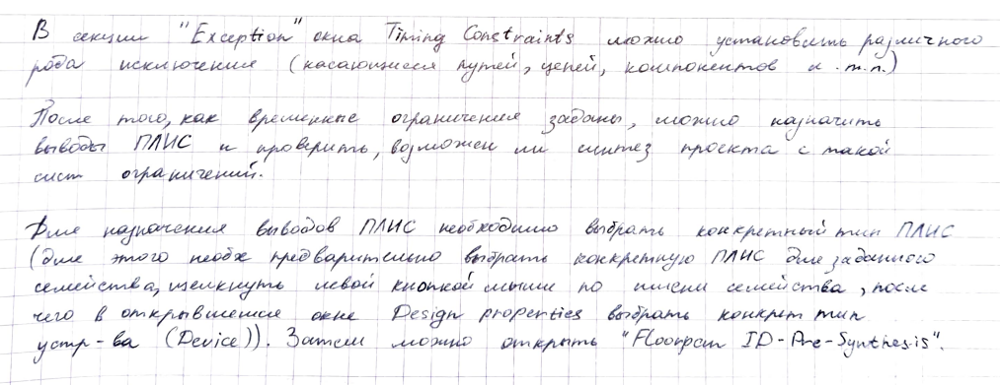 В секции "Exception" окна Timing Constraints можно установить различного
рода исключения (касающиеся путей, цепей, компонентов и т.п.)
После того, как временные ограничения заданы, можно назначить
выводы ПЛИС и проверить, возможен ли синтез проекта с такой
сист ограничений.
Для назначения выводов ПЛИС необходимо выбрать конкретный тип ПЛИС
(для этого необх предварительно выбрать конкретную ПЛИС для заданного
семейства, щелкнуть левой кнопкой мыши по имени семейства, после
чего в открывшемся окне Design properties выбрать конкрет тип
устр-ва (Device)). Затем можно открыть "Floorpan IO-Pre-Synthesis".